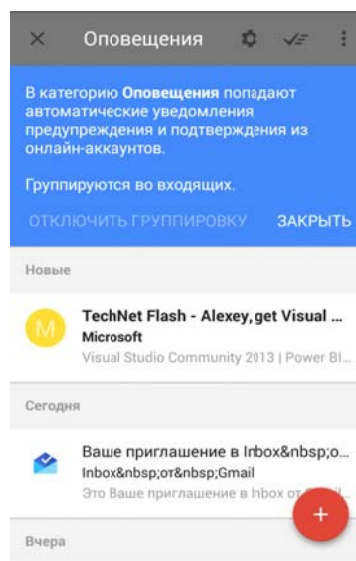 Оповещения
В категорию Оповещения попадают
автоматические уведомления
предупреждения и подтверждения из
онлайн-аккаунтов.
Группируются во входящих.
ОТКЛЮЧИТЬ ГРУППИРОВКУ ЗАКРЫТЬ
Новые
M
TechNet Flash - Alexey,get Visual ...
Microsoft
Visual Studio Community 2013 | Power BI...
Сегодня
Ваше приглашение в Inbox&nbsp;о...
Inbox&nbsp;от&nbsp;Gmail
Это Ваше приглашение в Inbox от
Вчера